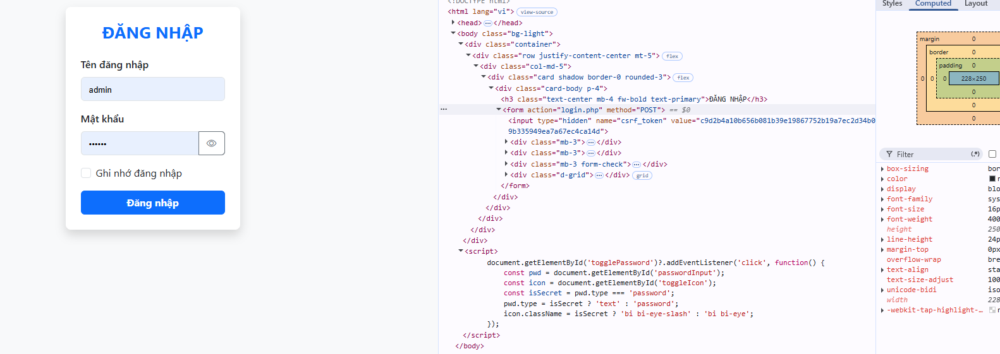 ĐĂNG NHẬP
Tên đăng nhập
admin
Mật khẩu
••••••
Ghi nhớ đăng nhập
Đăng nhập
<!DOCTYPE html>
<html lang="vi"> view-source
<head> ⋯ </head>
<body class="bg-light">
<div class="container">
<div class="row justify-content-center mt-5"> flex
<div class="col-md-5">
<div class="card shadow border-0 rounded-3"> flex
<div class="card-body p-4">
<h3 class="text-center mb-4 fw-bold text-primary">ĐĂNG NHẬP</h3>
⋯ <form action="login.php" method="POST"> == $0
<input type="hidden" name="csrf_token" value="c9d2b4a10b656b081b39e19867752b19a7ec2d34b0
9b335949ea7a67ec4ca14d">
<div class="mb-3"> ⋯ </div>
<div class="mb-3"> ⋯ </div>
<div class="mb-3 form-check"> ⋯ </div>
<div class="d-grid"> ⋯ </div> grid
</form>
</div>
</div>
</div>
</div>
</div>
<script>
document.getElementById('togglePassword')?.addEventListener('click', function() {
const pwd = document.getElementById('passwordInput');
const icon = document.getElementById('toggleIcon');
const isSecret = pwd.type === 'password';
pwd.type = isSecret ? 'text' : 'password';
icon.className = isSecret ? 'bi bi-eye-slash' : 'bi bi-eye';
});
</script>
</body>
Styles Computed Layout
margin 0
border 0
padding 0
0 0 0 228×250
0
0
0
Filter (.*)
box-sizing bor
color
display blo
font-family sys
font-size 16p
font-weight 400
height 250
line-height 24p
margin-top 0px
overflow-wrap bre
text-align sta
text-size-adjust 100
unicode-bidi iso
width 228
-webkit-tap-highlight-…